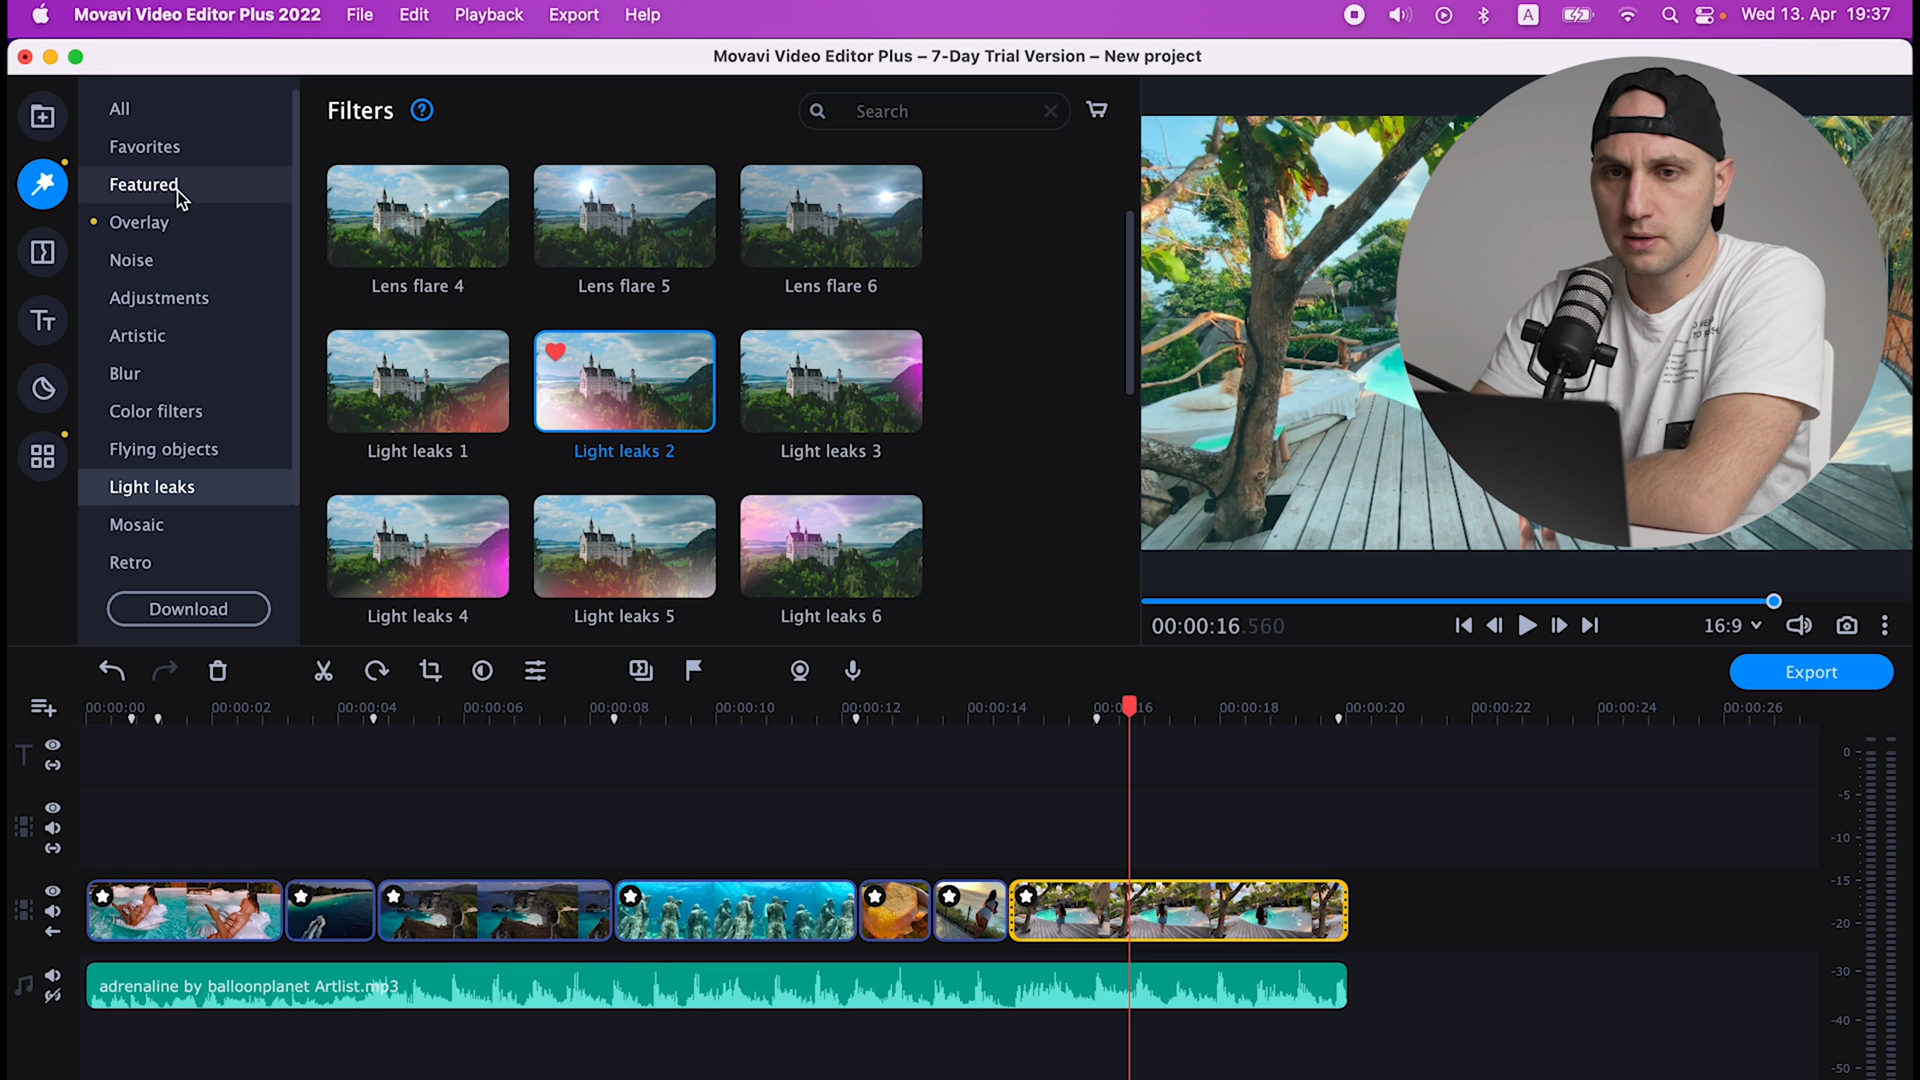 Movavi Video Editor Plus 2022 File Edit Playback Export Help A Wed 13. Apr 19:37
Movavi Video Editor Plus – 7-Day Trial Version – New project
All
Favorites
Featured
Overlay
Noise
Adjustments
Artistic
Blur
Color filters
Flying objects
Light leaks
Mosaic
Retro
Download
Filters ?
Search
Lens flare 4 Lens flare 5 Lens flare 6
Light leaks 1 Light leaks 2 Light leaks 3
Light leaks 4 Light leaks 5 Light leaks 6
00:00:16.560 16:9
Export
00:00:00 00:00:02 00:00:04 00:00:06 00:00:08 00:00:10 00:00:12 00:00:14 00:00:16 00:00:18 00:00:20 00:00:22 00:00:24 00:00:26
adrenaline by balloonplanet Artlist.mp3
0
-5
-10
-15
-20
-30
-40
-50